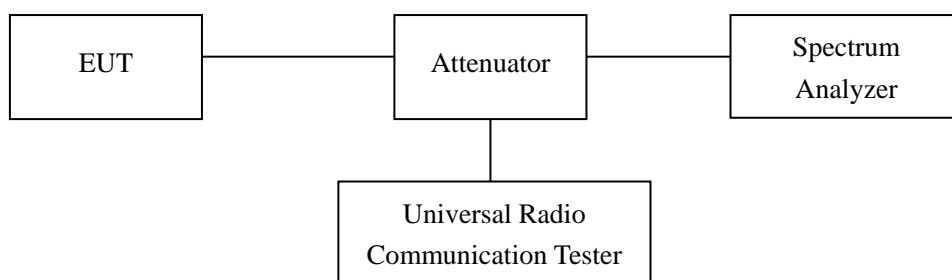 EUT
Attenuator
Spectrum
Analyzer
Universal Radio
Communication Tester